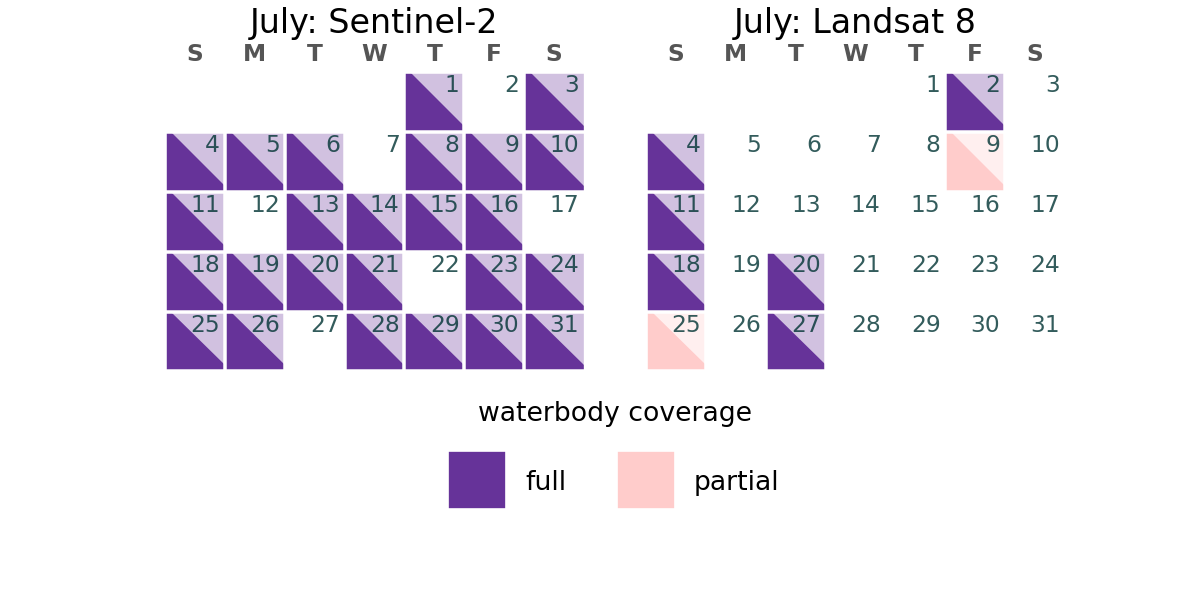 July: Sentinel-2
S M T W T F S
1 2 3
4 5 6 7 8 9 10
11 12 13 14 15 16 17
18 19 20 21 22 23 24
25 26 27 28 29 30 31
July: Landsat 8
S M T W T F S
1 2 3
4 5 6 7 8 9 10
11 12 13 14 15 16 17
18 19 20 21 22 23 24
25 26 27 28 29 30 31
waterbody coverage
full partial